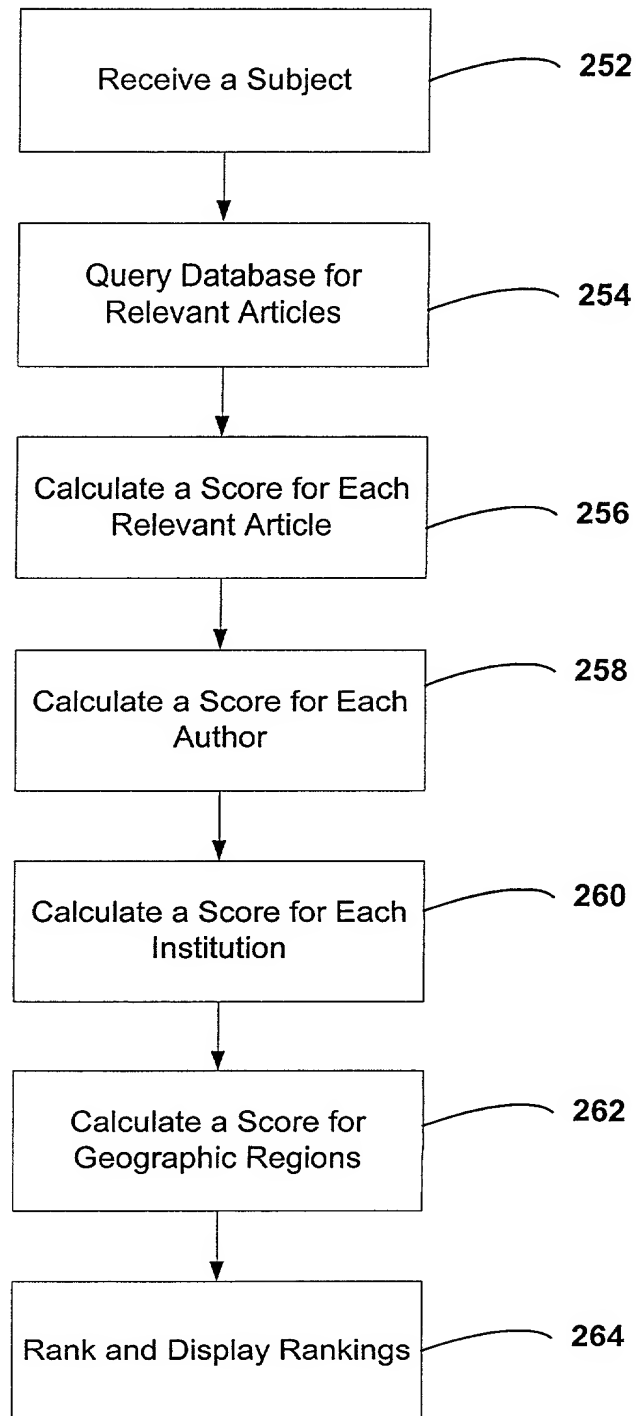 Receive a Subject
252
Query Database for
Relevant Articles
254
Calculate a Score for Each
Relevant Article
256
Calculate a Score for Each
Author
258
Calculate a Score for Each
Institution
260
Calculate a Score for
Geographic Regions
262
Rank and Display Rankings
264